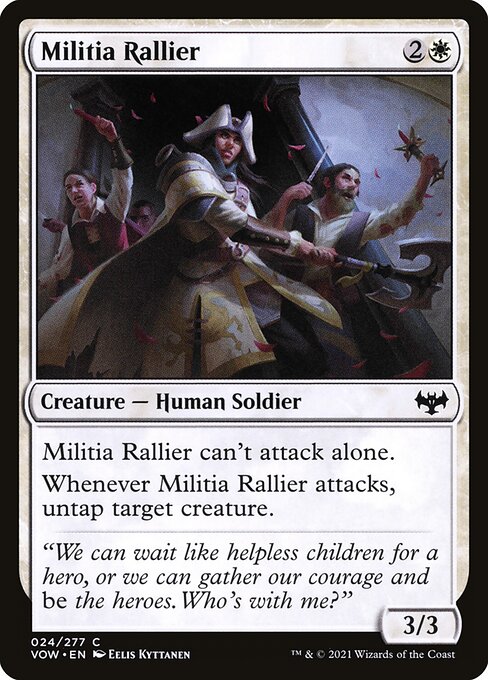 Militia Rallier 2
Creature — Human Soldier
Militia Rallier can't attack alone.
Whenever Militia Rallier attacks,
untap target creature.
"We can wait like helpless children for a
hero, or we can gather our courage and
be the heroes. Who's with me?"
3/3
024/277 C
VOW • EN Eelis Kyttanen
™ & © 2021 Wizards of the Coast